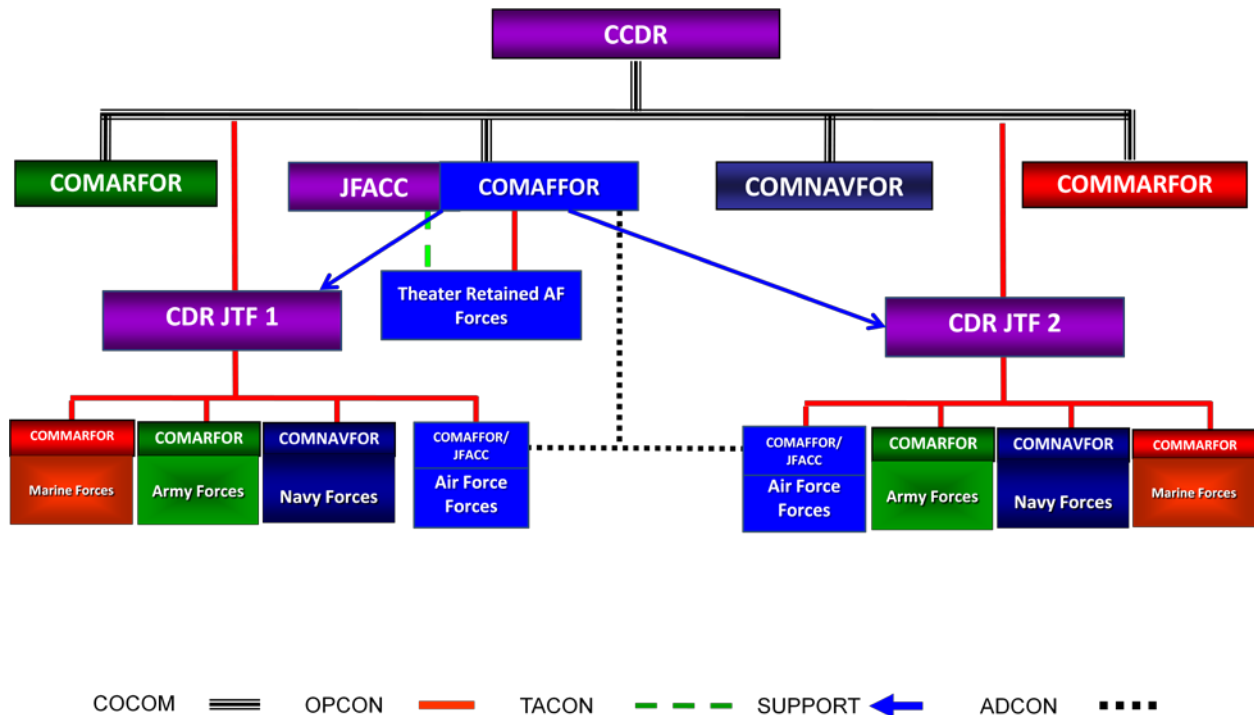 CCDR
COMARFOR
JFACC
COMAFFOR
COMNAVFOR
COMMARFOR
Theater Retained AF
Forces
CDR JTF 1
CDR JTF 2
COMMARFOR
Marine Forces
COMARFOR
Army Forces
COMNAVFOR
Navy Forces
COMAFFOR/
JFACC
Air Force
Forces
COMAFFOR/
JFACC
Air Force
Forces
COMARFOR
Army Forces
COMNAVFOR
Navy Forces
COMMARFOR
Marine Forces
COCOM OPCON TACON SUPPORT ADCON